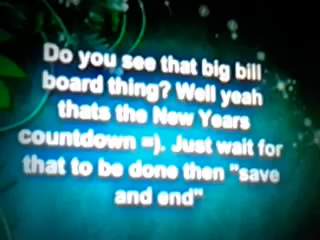 Do you see that big bill
board thing? Well yeah
thats the New Years
countdown =). Just wait for
that to be done then "save
and end"